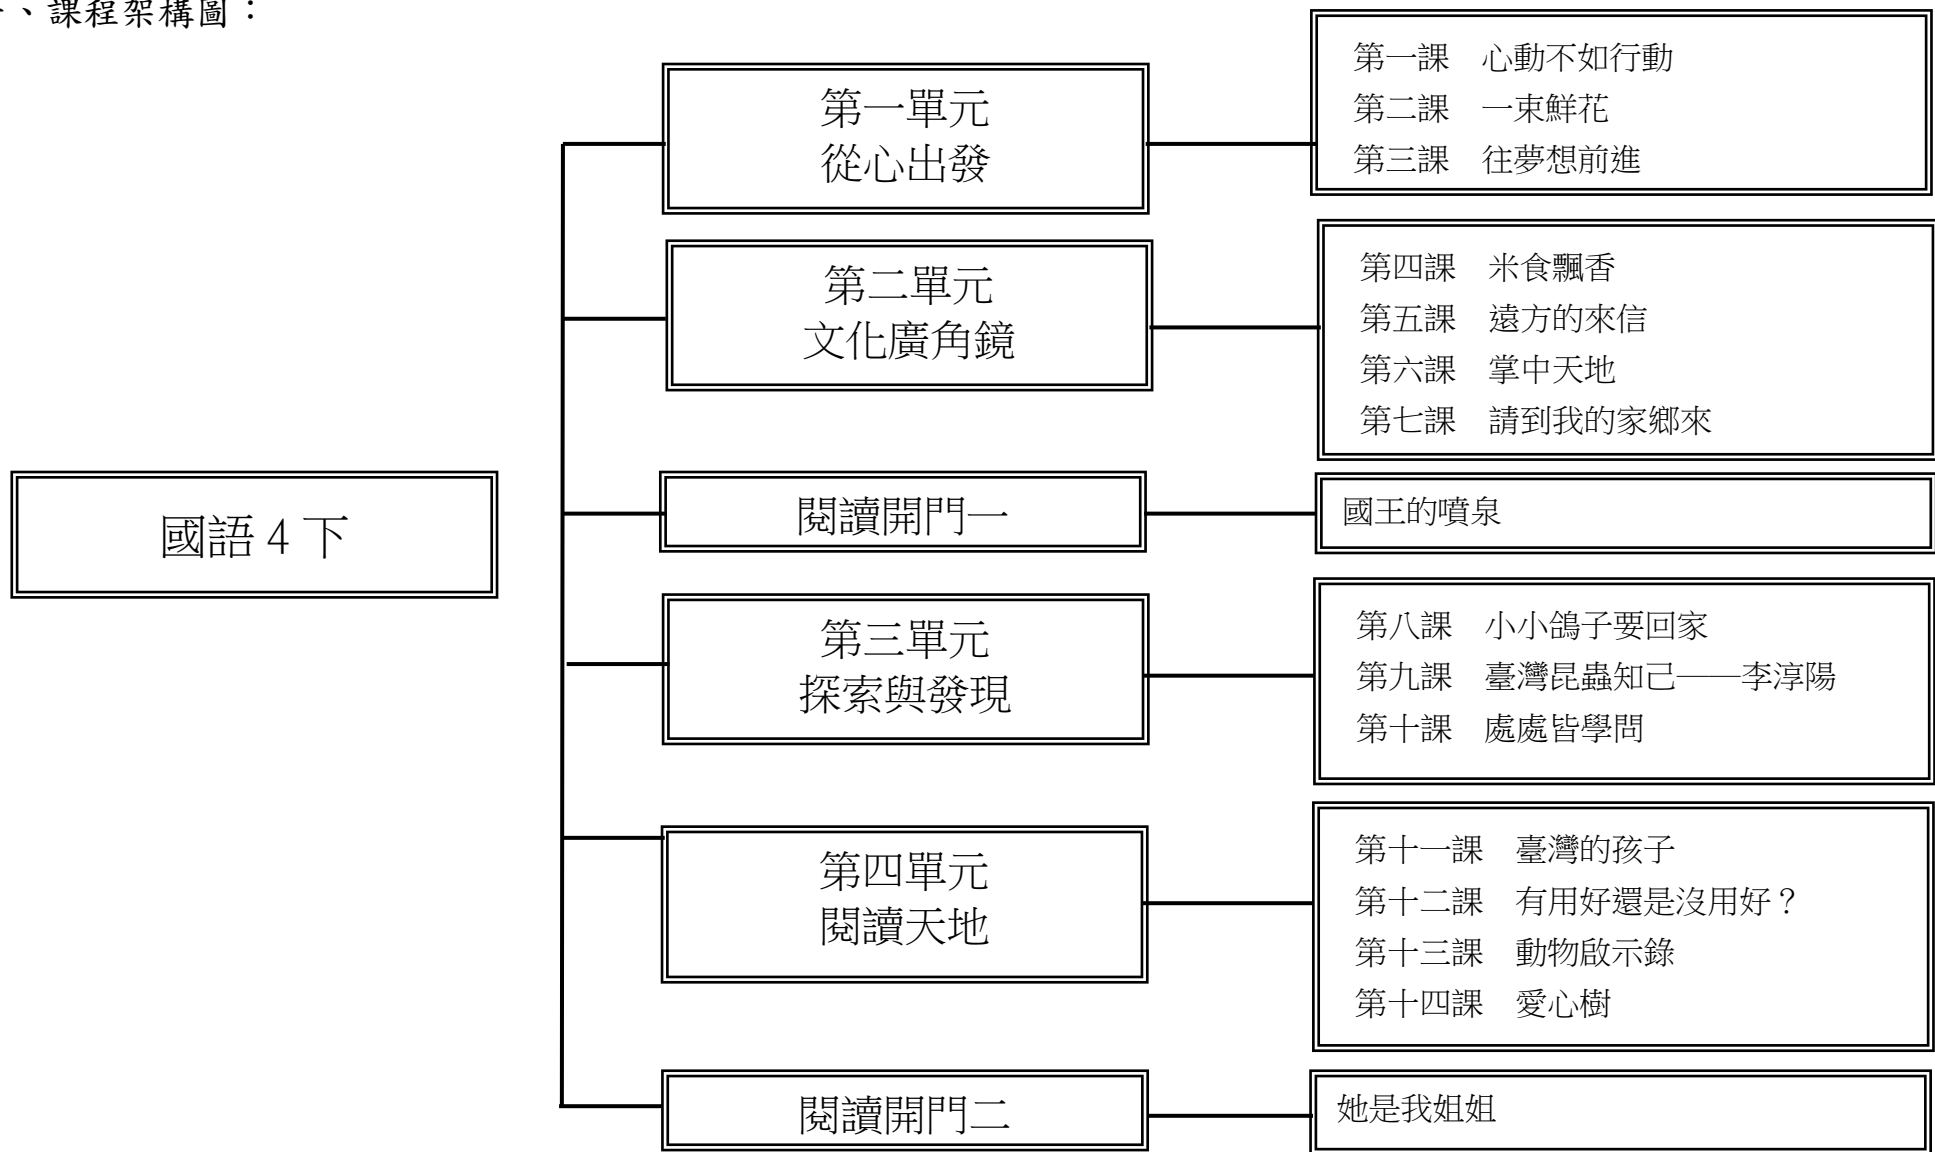 、課程架構圖：
國語 4 下
第一單元
從心出發
第一課　心動不如行動
第二課　一束鮮花
第三課　往夢想前進
第二單元
文化廣角鏡
第四課　米食飄香
第五課　遠方的來信
第六課　掌中天地
第七課　請到我的家鄉來
閱讀開門一
國王的噴泉
第三單元
探索與發現
第八課　小小鴿子要回家
第九課　臺灣昆蟲知己——李淳陽
第十課　處處皆學問
第四單元
閱讀天地
第十一課　臺灣的孩子
第十二課　有用好還是沒用好？
第十三課　動物啟示錄
第十四課　愛心樹
閱讀開門二
她是我姐姐